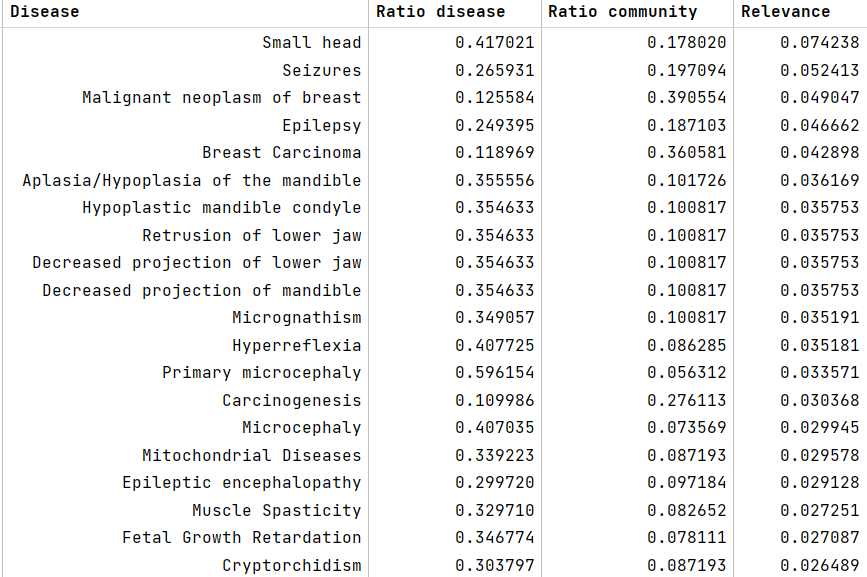 Disease Ratio disease Ratio community Relevance
Small head 0.417021 0.178020 0.074238
Seizures 0.265931 0.197094 0.052413
Malignant neoplasm of breast 0.125584 0.390554 0.049047
Epilepsy 0.249395 0.187103 0.046662
Breast Carcinoma 0.118969 0.360581 0.042898
Aplasia/Hypoplasia of the mandible 0.355556 0.101726 0.036169
Hypoplastic mandible condyle 0.354633 0.100817 0.035753
Retrusion of lower jaw 0.354633 0.100817 0.035753
Decreased projection of lower jaw 0.354633 0.100817 0.035753
Decreased projection of mandible 0.354633 0.100817 0.035753
Micrognathism 0.349057 0.100817 0.035191
Hyperreflexia 0.407725 0.086285 0.035181
Primary microcephaly 0.596154 0.056312 0.033571
Carcinogenesis 0.109986 0.276113 0.030368
Microcephaly 0.407035 0.073569 0.029945
Mitochondrial Diseases 0.339223 0.087193 0.029578
Epileptic encephalopathy 0.299720 0.097184 0.029128
Muscle Spasticity 0.329710 0.082652 0.027251
Fetal Growth Retardation 0.346774 0.078111 0.027087
Cryptorchidism 0.303797 0.087193 0.026489